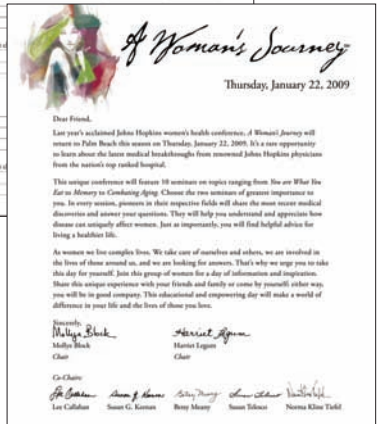 A Woman's Journey
Thursday, January 22, 2009
Dear Friend,
Last year's acclaimed Johns Hopkins women's health conference, A Woman's Journey will
return to Palm Beach this season on Thursday, January 22, 2009. It's a rare opportunity
to learn about the latest medical breakthroughs from renowned Johns Hopkins physicians
from the nation's top ranked hospital.
This unique conference will feature 10 seminars on topics ranging from You are What You
Eat to Memory to Combating Aging. Choose the two seminars of greatest importance to
you. In every session, pioneers in their respective fields will share the most recent medical
discoveries and answer your questions. They will help you understand and appreciate how
disease can uniquely affect women. Just as importantly, you will find helpful advice for
living a healthier life.
As women we live complex lives. We take care of ourselves and others, we are involved in
the lives of those around us, and we are looking for answers. That's why we urge you to take
this day for yourself. Join this group of women for a day of information and inspiration.
Share this unique experience with your friends and family or come by yourself; either way,
you will be in good company. This educational and empowering day will make a world of
difference in your life and the lives of those you love.
Sincerely,
Mollye Block Harriet Legum
Mollye Block Harriet Legum
Chair Chair
Co-Chairs:
Lee Callahan Susan G. Keenan Betsy Meany Susan Telesco Norma Kline Tiefel